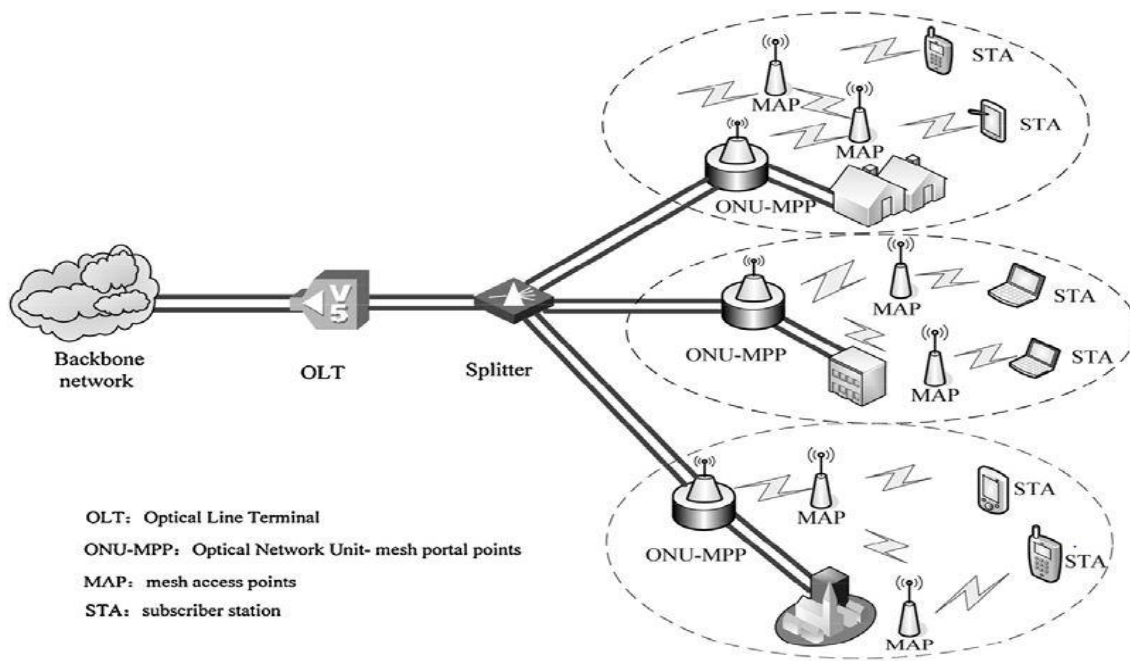 STA
MAP
STA
MAP
ONU-MPP
MAP
STA
ONU-MPP
STA
MAP
V
5
Backbone
network
OLT
Splitter
MAP
STA
ONU-MPP
STA
MAP
OLT: Optical Line Terminal
ONU-MPP: Optical Network Unit- mesh portal points
MAP: mesh access points
STA: subscriber station